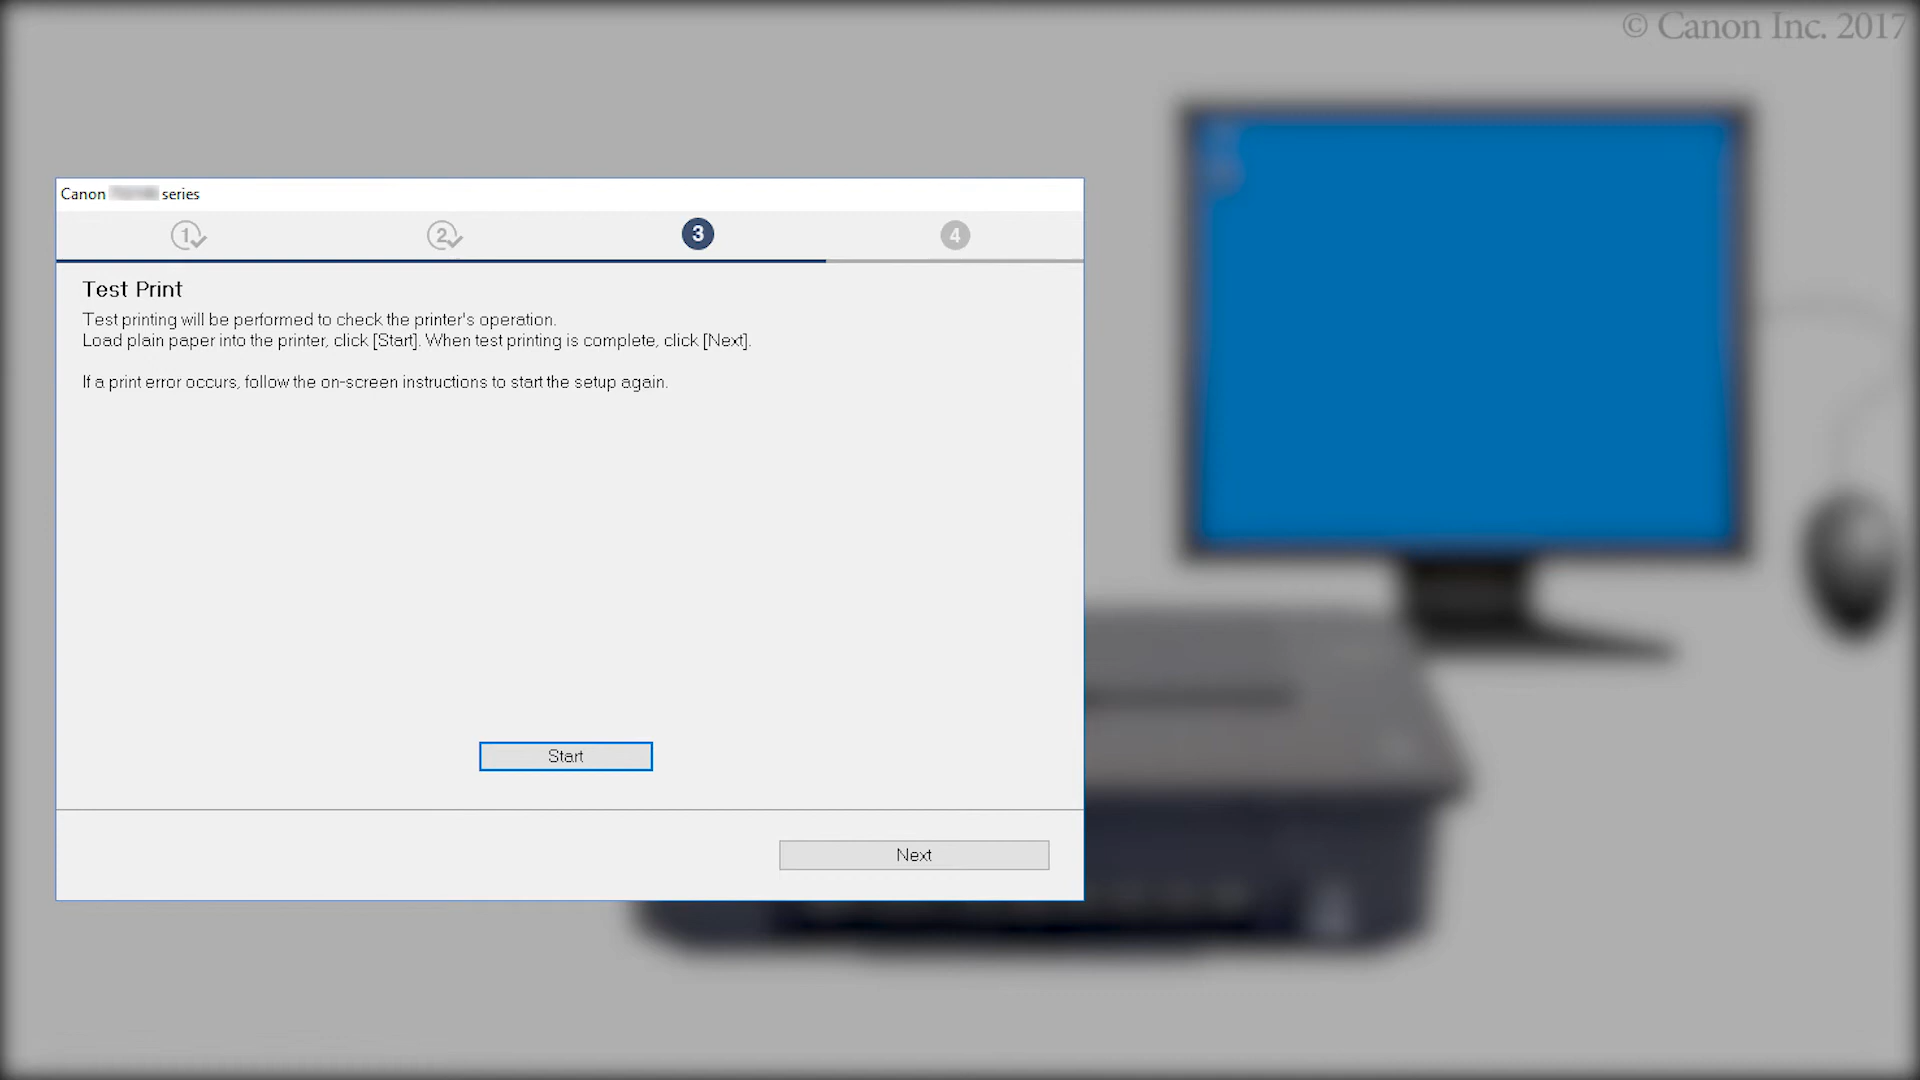 © Canon Inc. 2017
Canon series
1 2 3 4
Test Print
Test printing will be performed to check the printer's operation.
Load plain paper into the printer, click [Start]. When test printing is complete, click [Next].
If a print error occurs, follow the on-screen instructions to start the setup again.
Start
Next